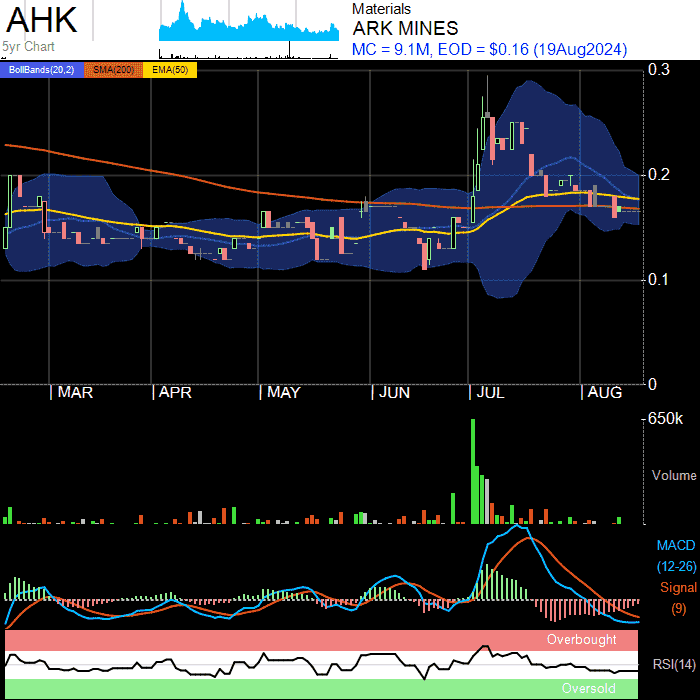 AHK
5yr Chart
Materials
ARK MINES
MC = 9.1M, EOD = $0.16 (19Aug2024)
BollBands(20,2) SMA(200) EMA(50)
0.3
0.2
0.1
0
MAR APR MAY JUN JUL AUG
650k
Volume
MACD
(12-26)
Signal
(9)
Overbought
RSI(14)
Oversold